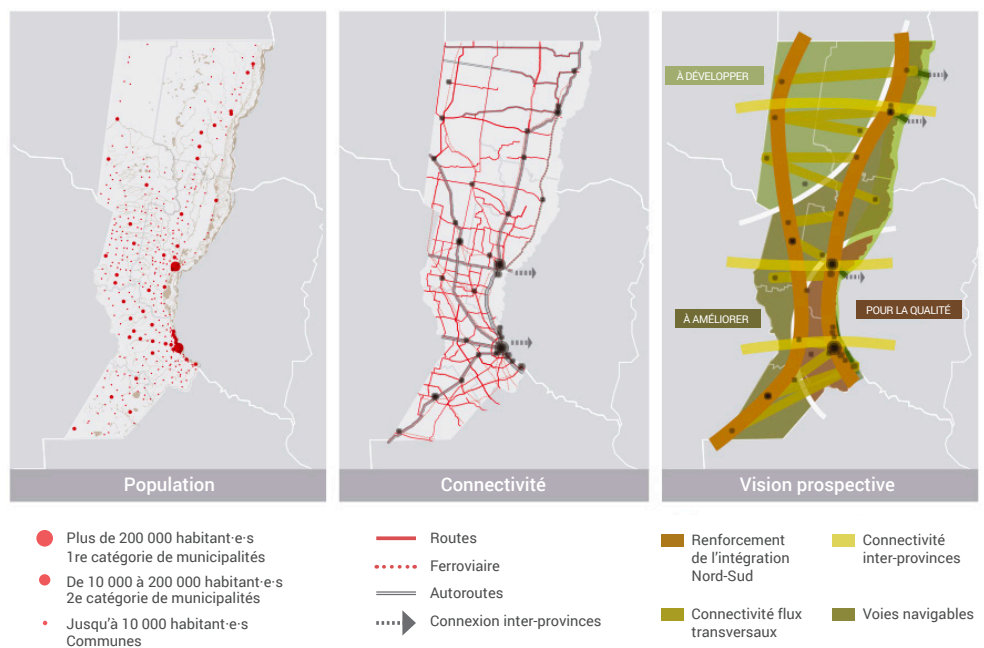 À DÉVELOPPER
À AMÉLIORER
POUR LA QUALITÉ
Population
Connectivité
Vision prospective
Plus de 200 000 habitant·e·s
1re catégorie de municipalités
De 10 000 à 200 000 habitant·e·s
2e catégorie de municipalités
Jusqu'à 10 000 habitant·e·s
Communes
Routes
Ferroviaire
Autoroutes
Connexion inter-provinces
Renforcement
de l'intégration
Nord-Sud
Connectivité flux
transversaux
Connectivité
inter-provinces
Voies navigables